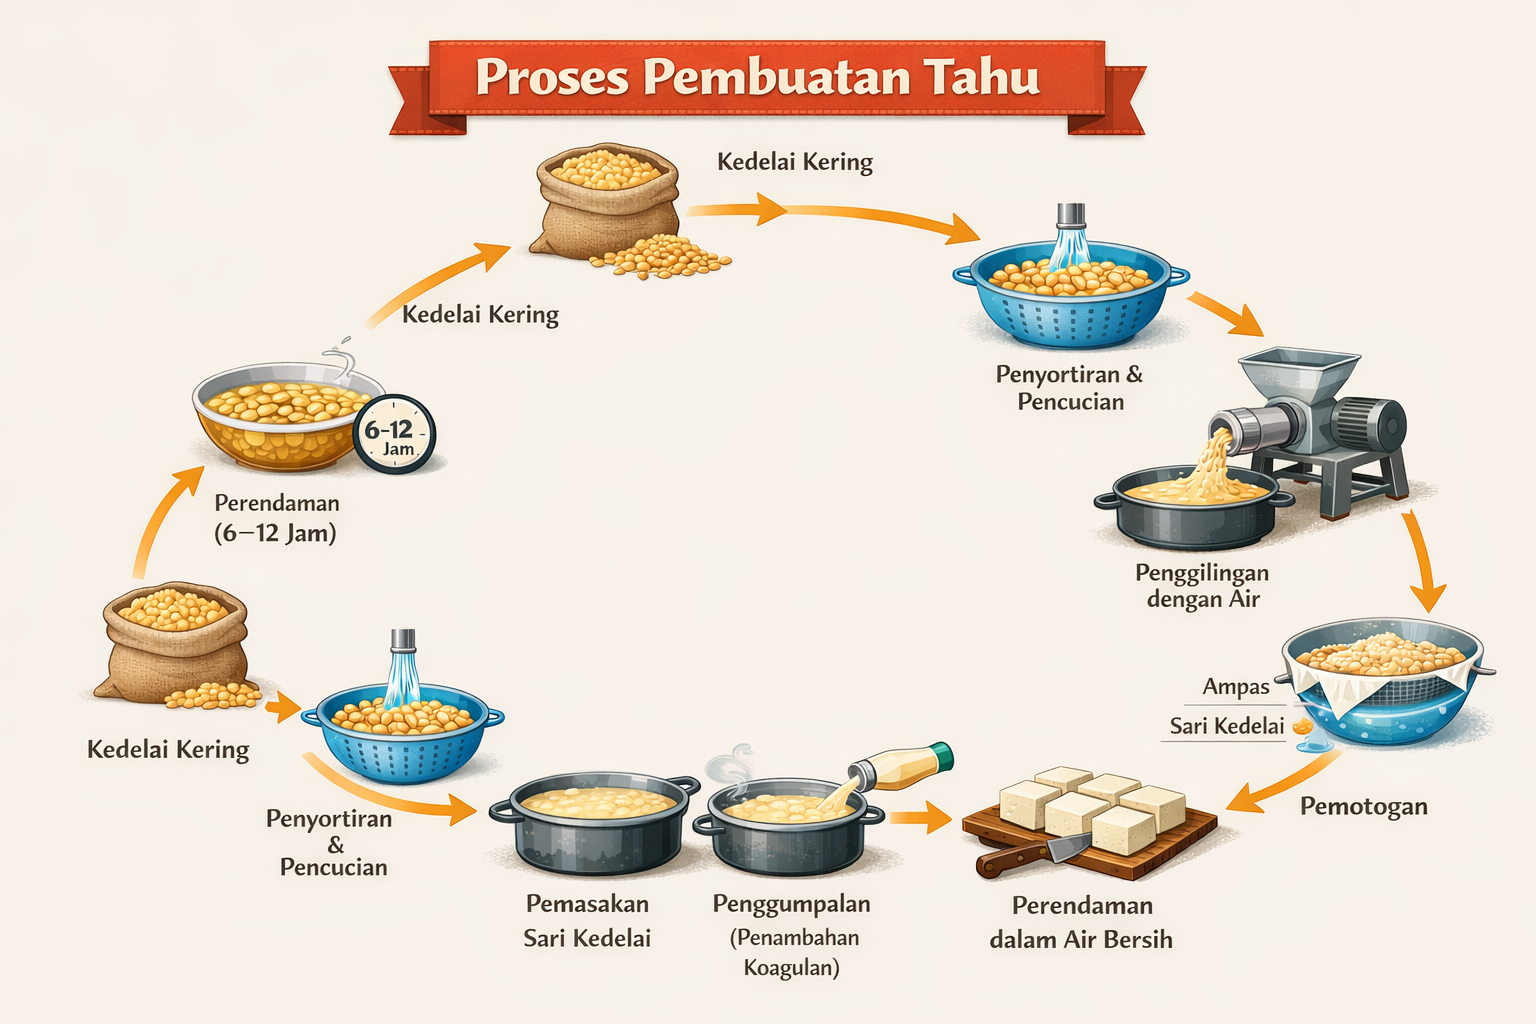 Proses Pembuatan Tahu
Kedelai Kering
Kedelai Kering
Penyortiran &
Pencucian
6-12
Jam
Perendaman
(6–12 Jam)
Penggilingan
dengan Air
Ampas
Sari Kedelai
Kedelai Kering
Pemotogan
Penyortiran
&
Pencucian
Pemasakan
Sari Kedelai
Penggumpalan
(Penambahan
Koagulan)
Perendaman
dalam Air Bersih